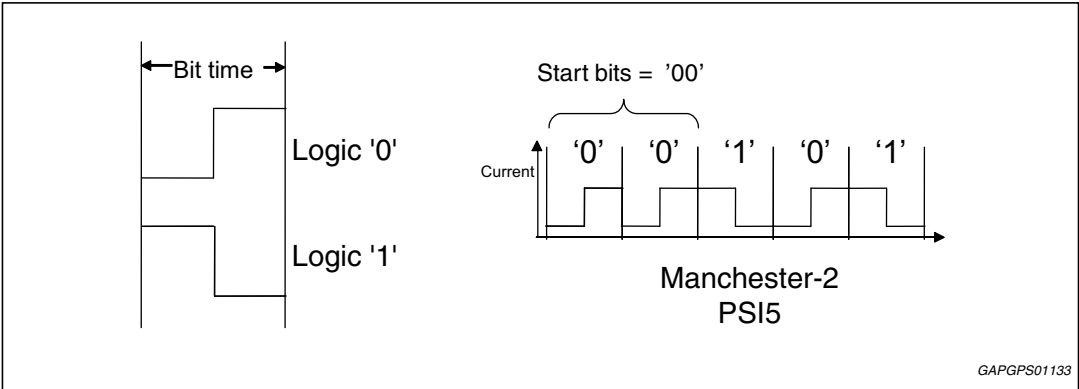 Bit time
Logic '0'
Logic '1'
Start bits = '00'
‘0’ ‘0’ ‘1’ ‘0’ ‘1’
Current
Manchester-2
PSI5
GAPGPS01133